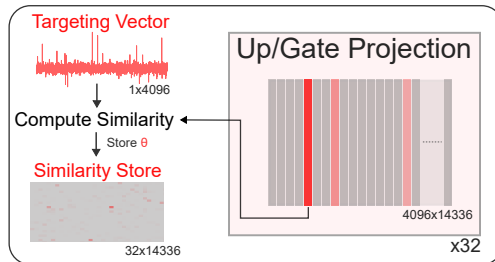 Targeting Vector
1x4096
Compute Similarity
Store θ
Similarity Store
32x14336
Up/Gate Projection
........
4096x14336
x32